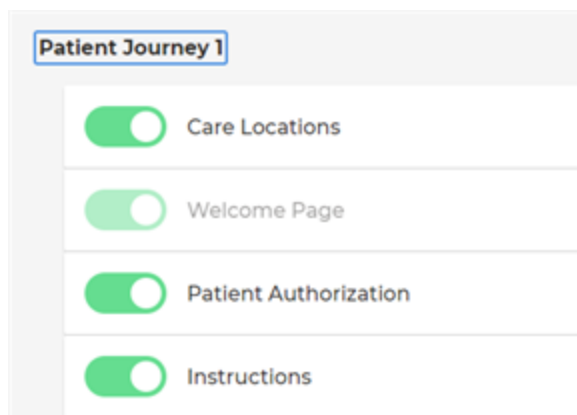 Patient Journey 1
Care Locations
Welcome Page
Patient Authorization
Instructions